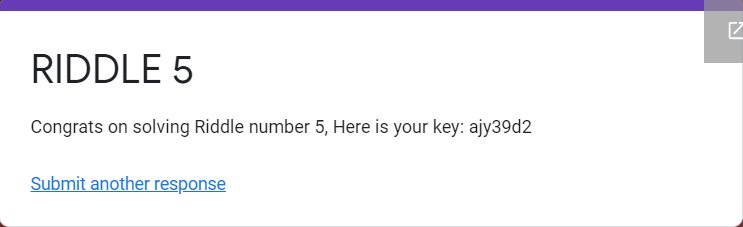 RIDDLE 5
Congrats on solving Riddle number 5, Here is your key: ajy39d2
Submit another response